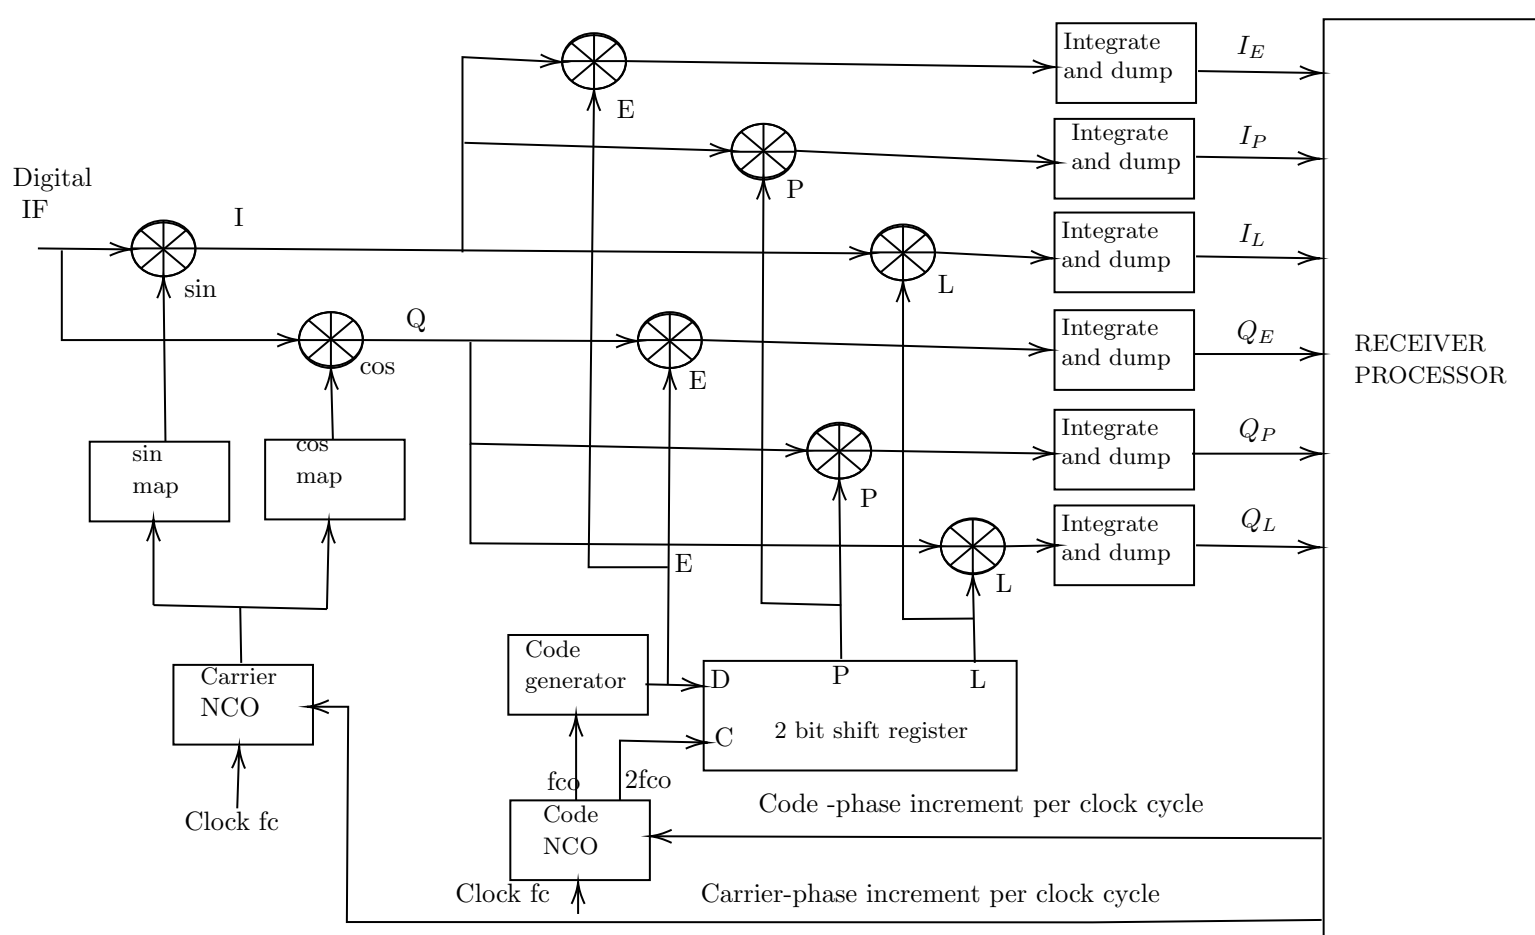 Integrate
and dump
I_E
E
Integrate
and dump
I_P
P
Digital
IF
I
Integrate
and dump
I_L
L
sin
Q
cos
E
Integrate
and dump
Q_E
RECEIVER
PROCESSOR
sin
map
cos
map
P
Integrate
and dump
Q_P
L
Integrate
and dump
Q_L
E
Carrier
NCO
Clock fc
Code
generator
D
P
L
C
2 bit shift register
fco
2fco
Code
NCO
Clock fc
Code -phase increment per clock cycle
Carrier-phase increment per clock cycle